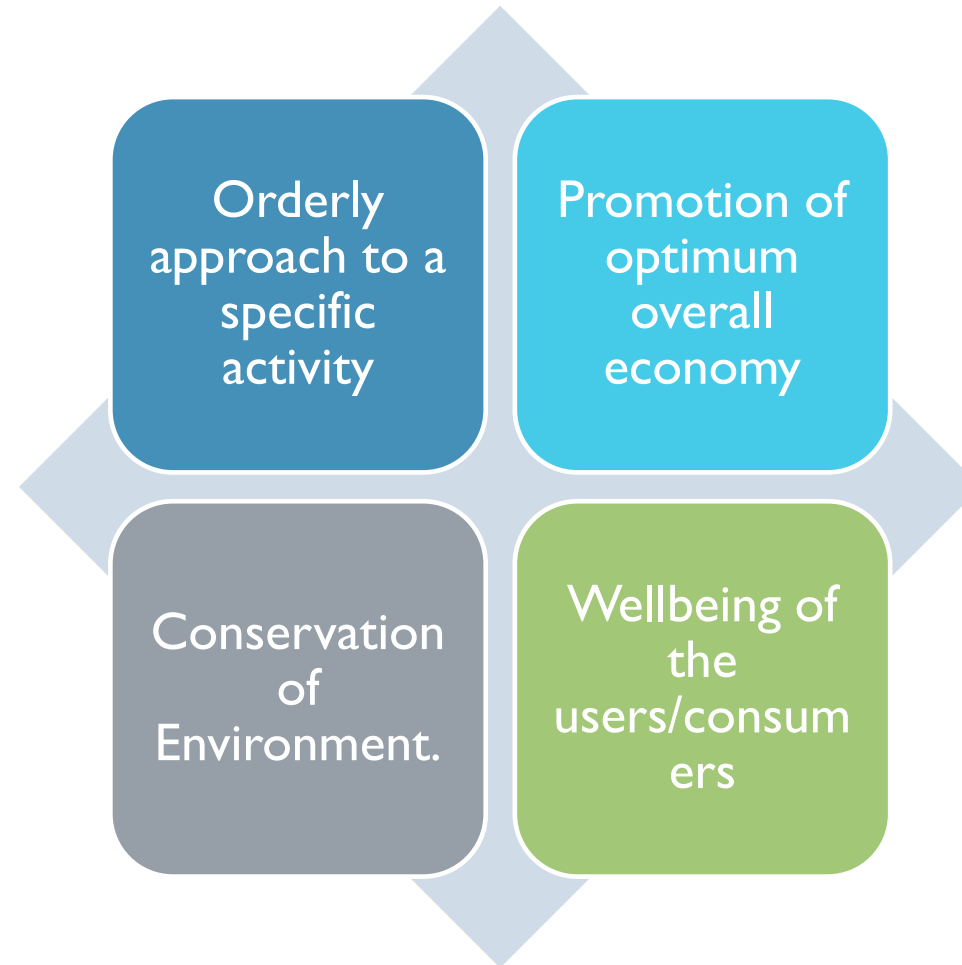 Orderly
approach to a
specific
activity
Promotion of
optimum
overall
economy
Conservation
of
Environment.
Wellbeing of
the
users/consum
ers